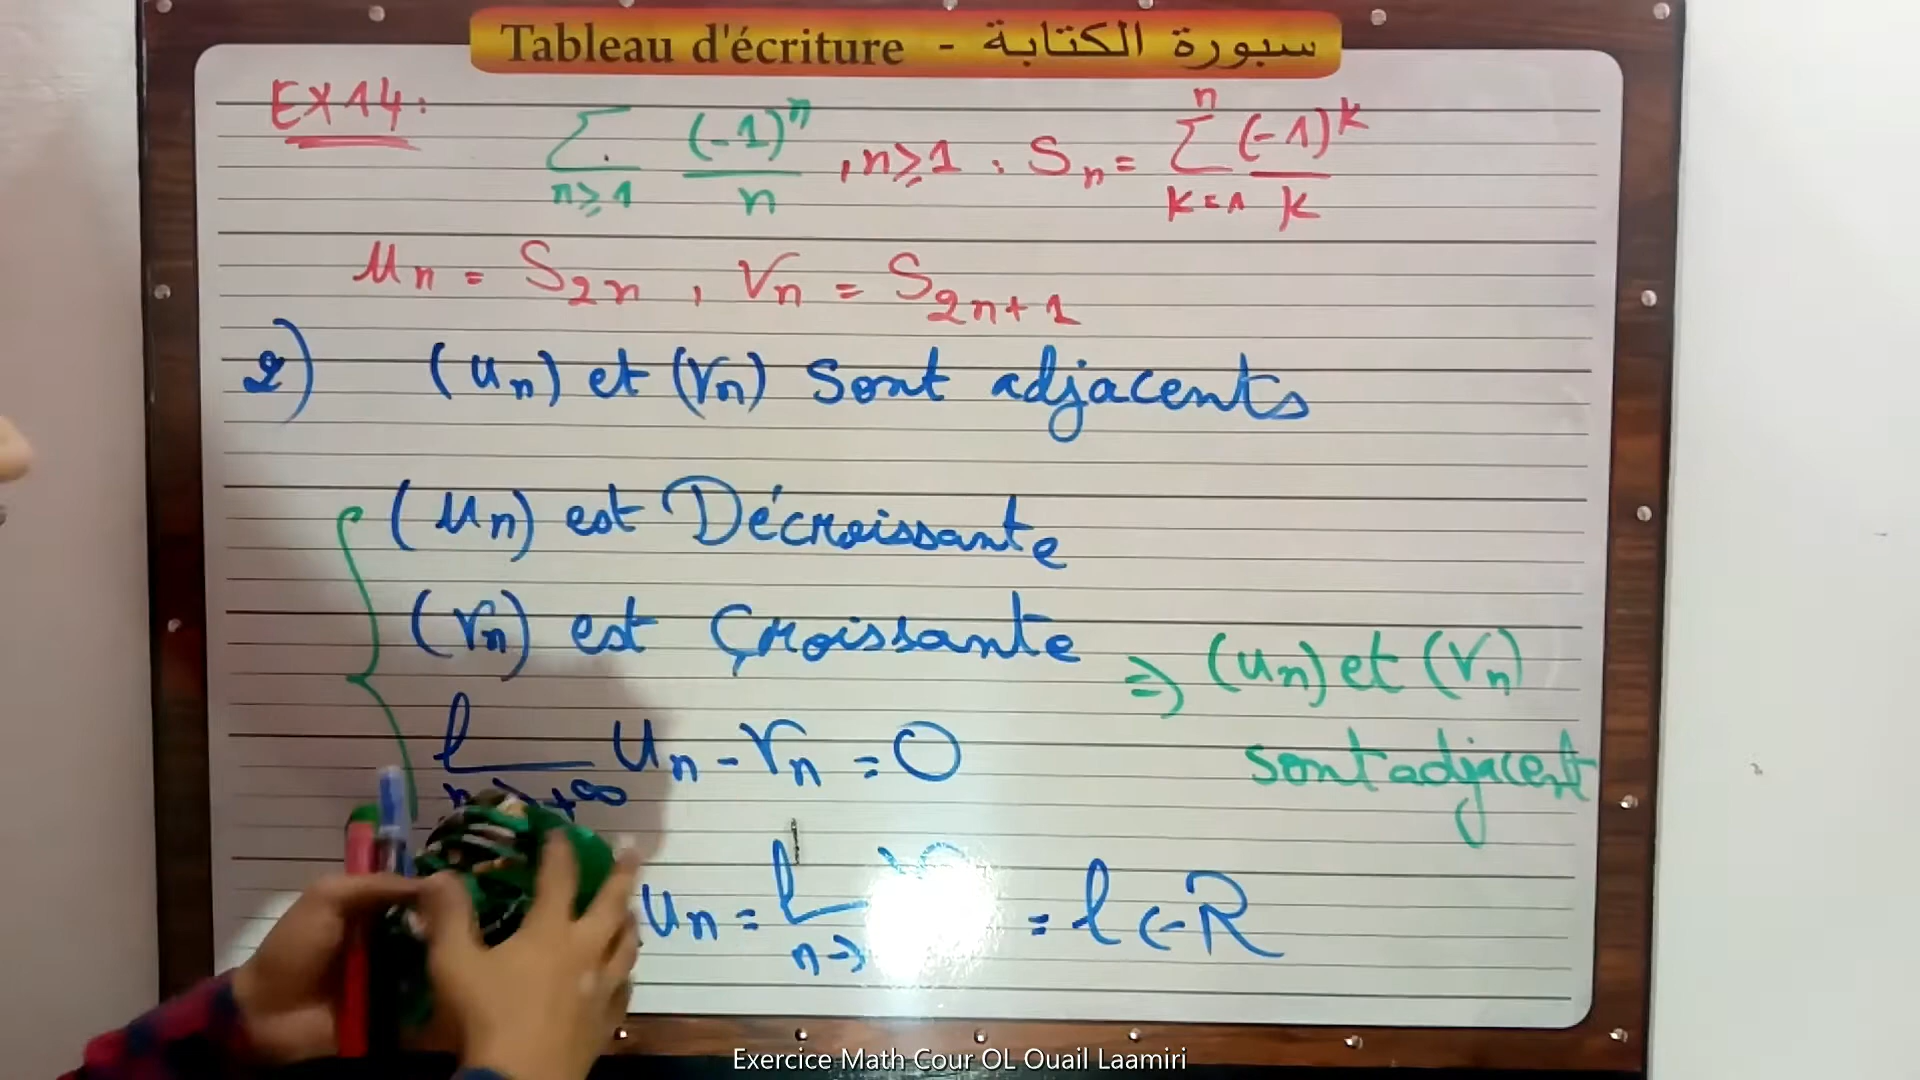 Tableau d'écriture - سبورة الكتابة
EX14:
∑ n≥1 (-1)^n / n , n≥1 . S_n = ∑_{k=1}^{n} (-1)^k / k
u_n = S_{2n} , V_n = S_{2n+1}
2) (u_n) et (V_n) sont adjacents
(u_n) est Décroissante
(V_n) est Croissante
⇒ (u_n) et (V_n)
l n→+∞ u_n - V_n = 0
sont adjacent
u_n = l n→ = l ∈ R
Exercice Math Cour OL Ouail Laamiri